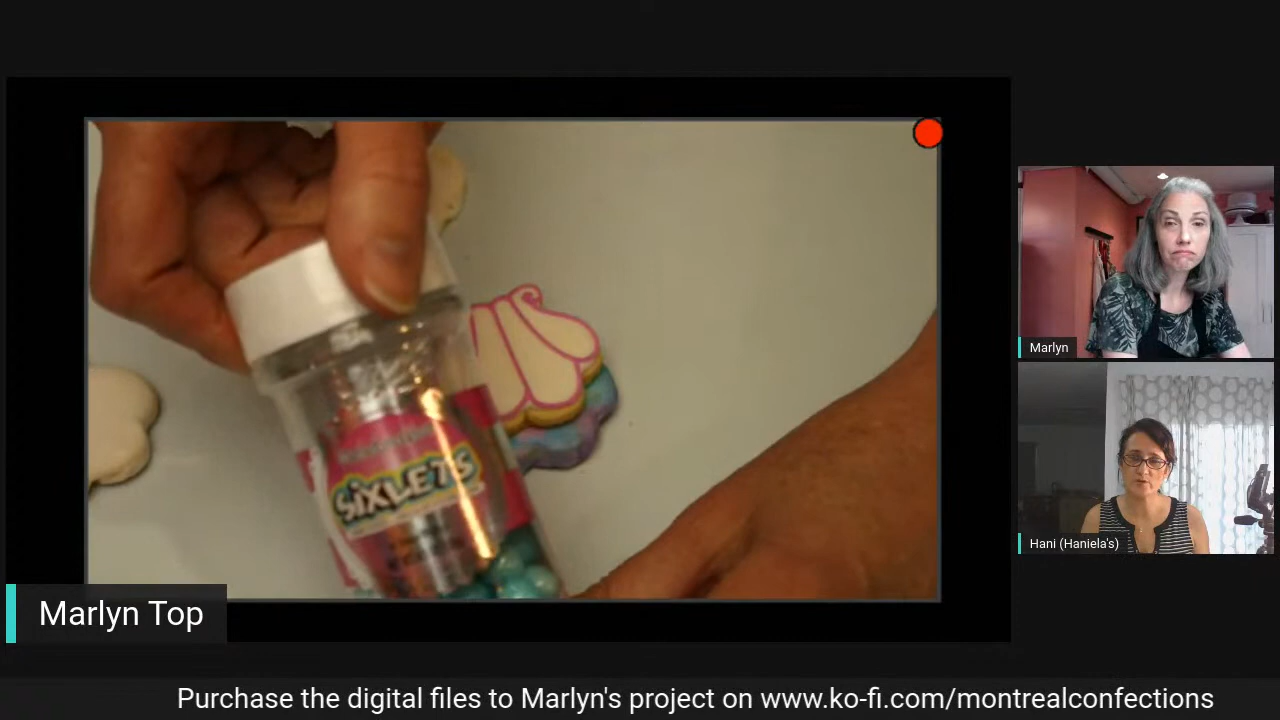 SIXLETS
Marlyn
Hani (Haniela's)
Marlyn Top
Purchase the digital files to Marlyn's project on www.ko-fi.com/montrealconfections